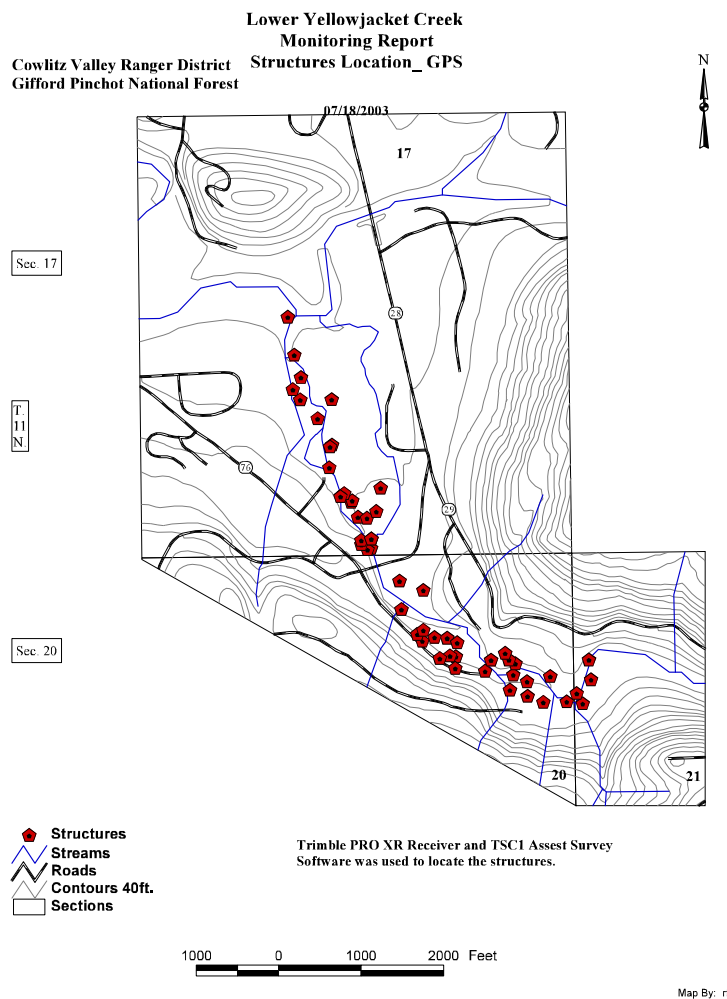 Lower Yellowjacket Creek
Monitoring Report
Structures Location_ GPS
Cowlitz Valley Ranger District
Gifford Pinchot National Forest
07/18/2003
N
17
Sec. 17
28
T.
11
N.
76
29
Sec. 20
20
21
Structures
Streams
Roads
Contours 40ft.
Sections
Trimble PRO XR Receiver and TSC1 Assest Survey
Software was used to locate the structures.
1000 0 1000 2000 Feet
Map By: r